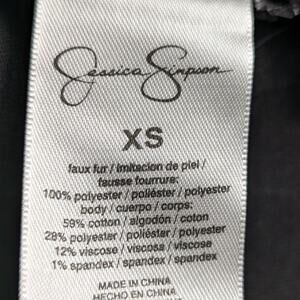 Jessica Simpson
XS
faux fur / imitacion de piel /
fausse fourrure:
100% polyester / poliéster / polyester
body / cuerpo / corps:
59% cotton / algodón / coton
28% polyester / poliéster / polyester
12% viscose / viscosa / viscose
1% spandex / spandex / spandex
MADE IN CHINA
HECHO EN CHINA